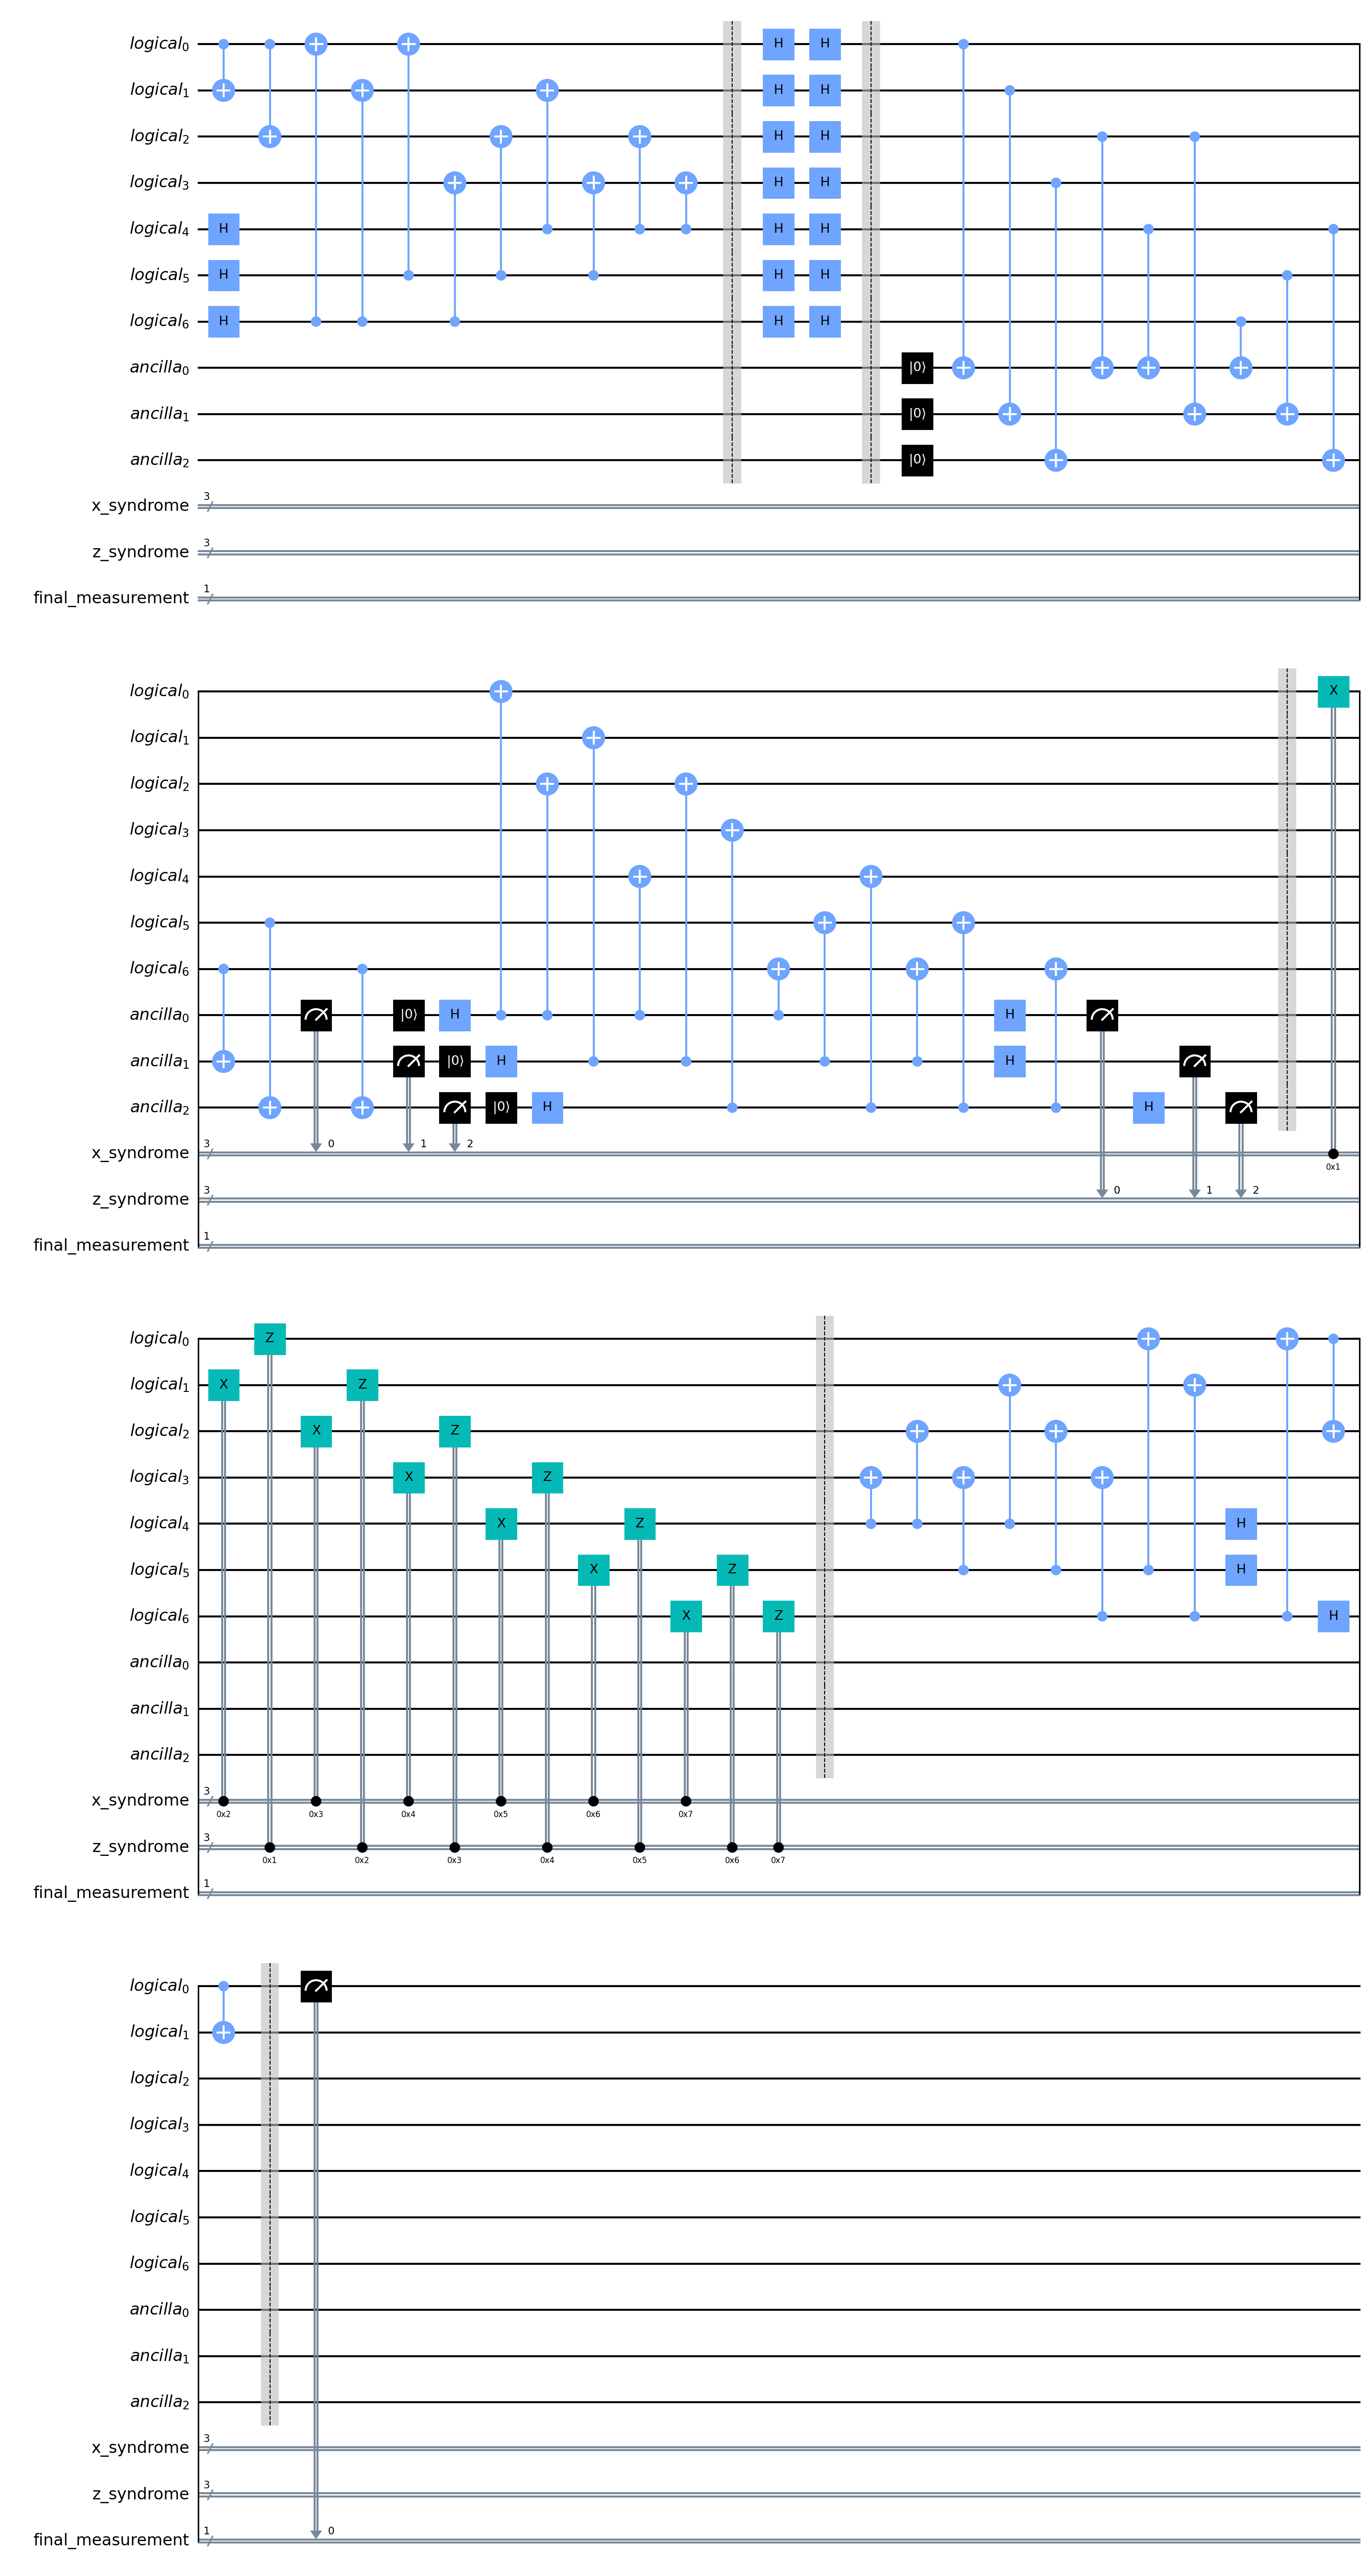 logical₀ H H
logical₁ H H
logical₂ H H
logical₃ H H
logical₄ H H H
logical₅ H H H
logical₆ H H H
ancilla₀ |0⟩
ancilla₁ |0⟩
ancilla₂ |0⟩
x_syndrome 3
z_syndrome 3
final_measurement 1
logical₀ X
logical₁
logical₂
logical₃
logical₄
logical₅
logical₆
ancilla₀ |0⟩ H H
ancilla₁ |0⟩ H H
ancilla₂ |0⟩ H H
x_syndrome 3 0 1 2 0x1
z_syndrome 3 0 1 2
final_measurement 1
logical₀ Z
logical₁ X Z
logical₂ X Z
logical₃ X Z
logical₄ X Z H
logical₅ X Z H
logical₆ X Z H
ancilla₀
ancilla₁
ancilla₂
x_syndrome 3 0x2 0x3 0x4 0x5 0x6 0x7
z_syndrome 3 0x1 0x2 0x3 0x4 0x5 0x6 0x7
final_measurement 1
logical₀
logical₁
logical₂
logical₃
logical₄
logical₅
logical₆
ancilla₀
ancilla₁
ancilla₂
x_syndrome 3
z_syndrome 3
final_measurement 1 0